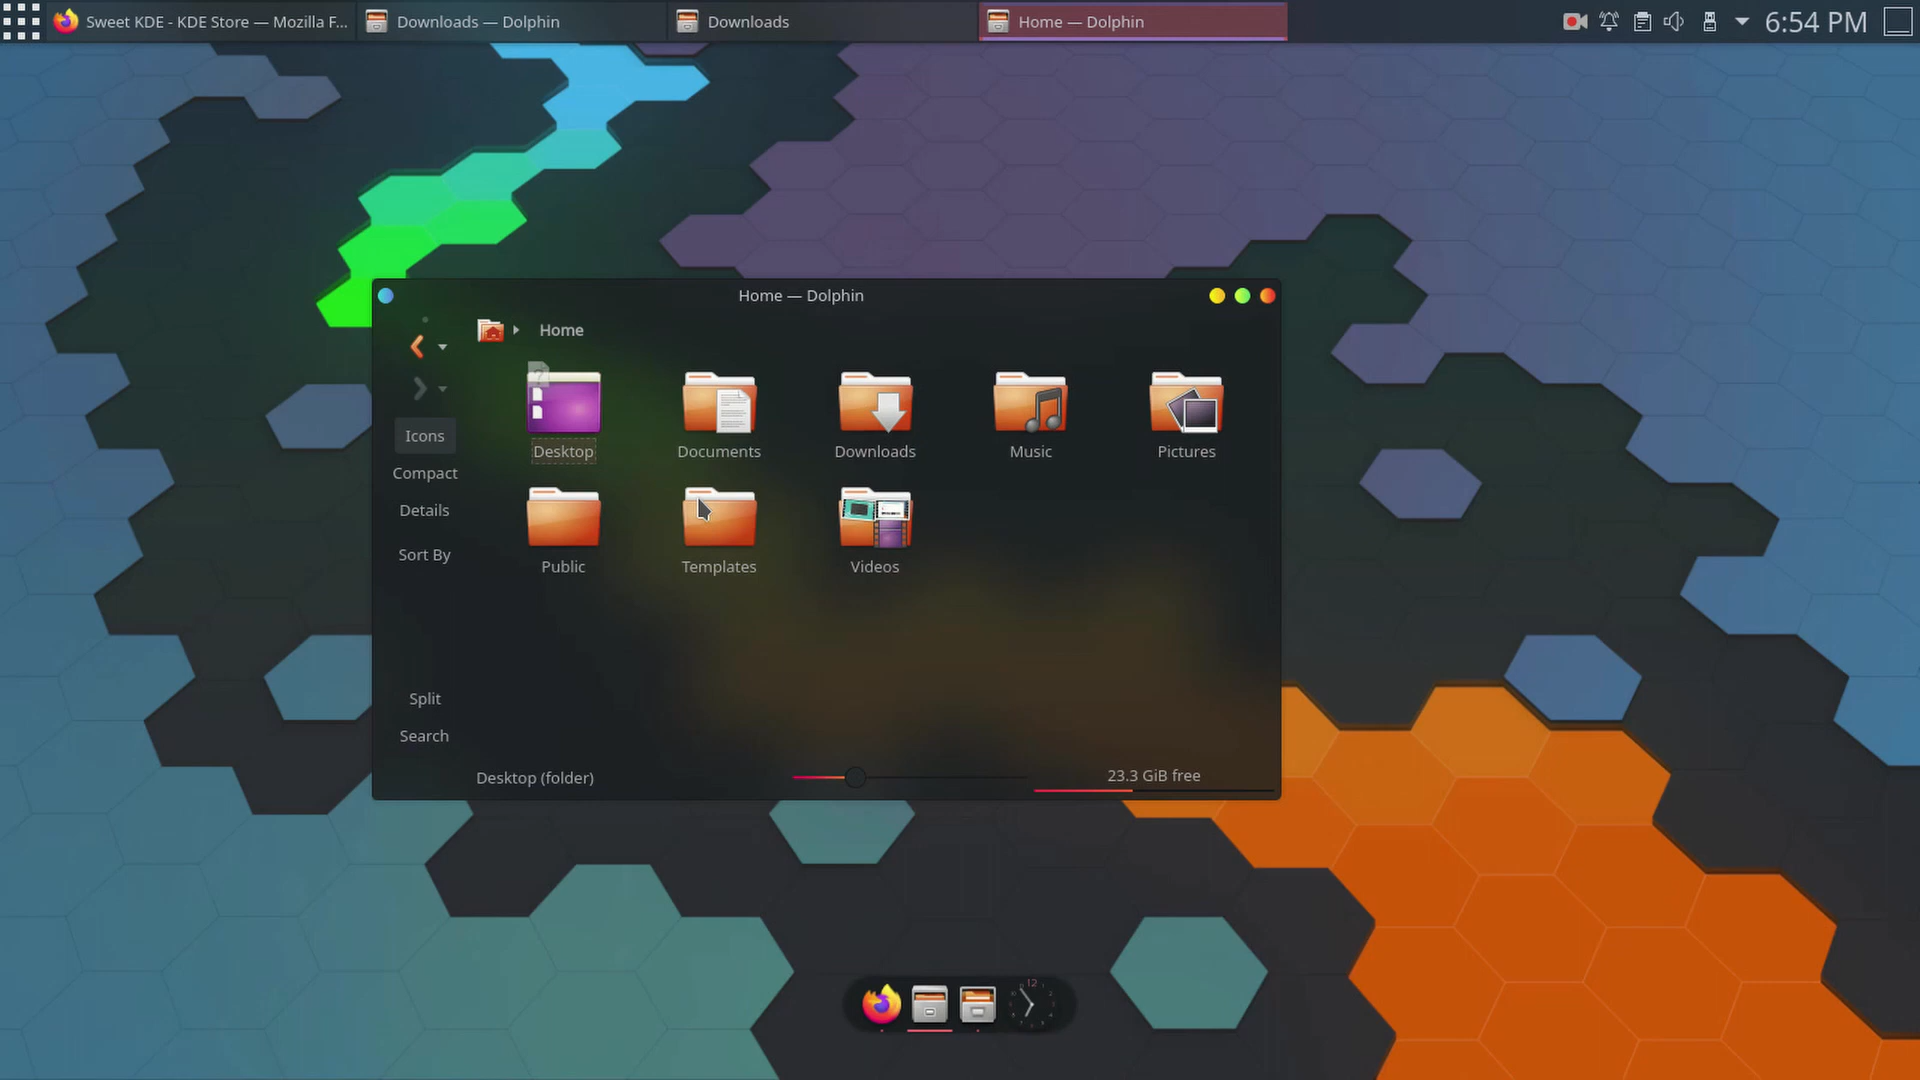 Sweet KDE - KDE Store — Mozilla F...
Downloads — Dolphin
Downloads
Home — Dolphin
6:54 PM
Home — Dolphin
Home
Icons
Compact
Details
Sort By
Split
Search
Desktop
Documents
Downloads
Music
Pictures
Public
Templates
Videos
Desktop (folder)
23.3 GiB free
12